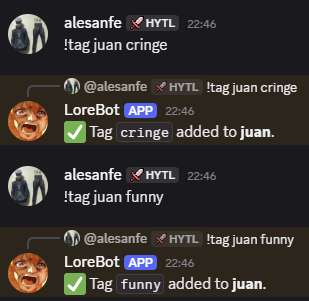 alesanfe HYTL 22:46
!tag juan cringe
@alesanfe HYTL !tag juan cringe
LoreBot APP 22:46
✅ Tag cringe added to juan.
alesanfe HYTL 22:46
!tag juan funny
@alesanfe HYTL !tag juan funny
LoreBot APP 22:46
✅ Tag funny added to juan.